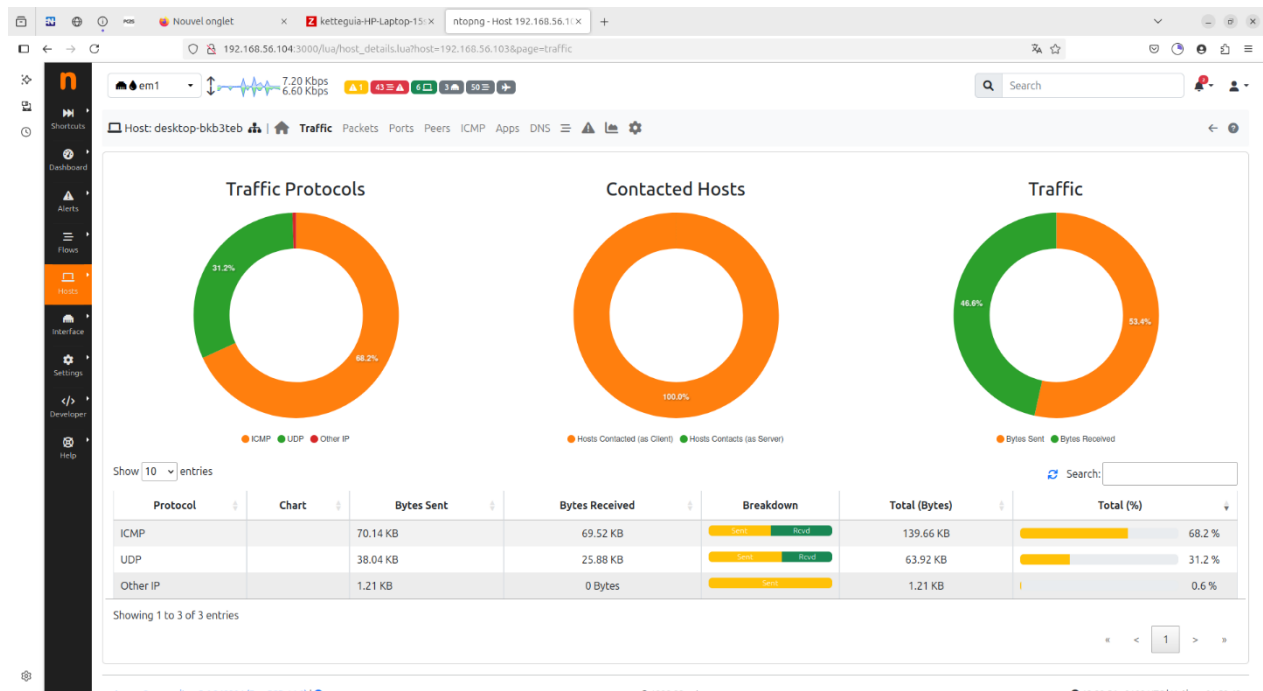 Nouvel onglet
ketteguia-HP-Laptop-15
ntopng - Host 192.168.56.10
192.168.56.104:3000/lua/host_details.lua?host=192.168.56.103&page=traffic
n
em1
7.20 Kbps
6.60 Kbps
1
43
6
3
50
Search
Shortcuts
Host: desktop-bkb3teb | Traffic Packets Ports Peers ICMP Apps DNS
Dashboard
Alerts
Flows
Hosts
Interface
Settings
Developer
Help
Traffic Protocols
31.2%
68.2%
ICMP UDP Other IP
Contacted Hosts
100.0%
Hosts Contacted (as Client) Hosts Contacts (as Server)
Traffic
46.6%
53.4%
Bytes Sent Bytes Received
Show 10 entries
Search:
Protocol Chart Bytes Sent Bytes Received Breakdown Total (Bytes) Total (%)
ICMP 70.14 KB 69.52 KB Sent Rcvd 139.66 KB 68.2 %
UDP 38.04 KB 25.88 KB Sent Rcvd 63.92 KB 31.2 %
Other IP 1.21 KB 0 Bytes Sent 1.21 KB 0.6 %
Showing 1 to 3 of 3 entries
« < 1 > »